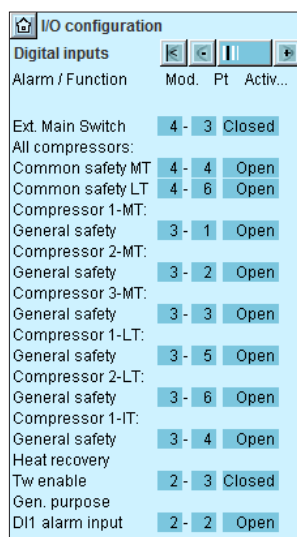 I/O configuration
Digital inputs
Alarm / Function Mod. Pt Activ...
Ext. Main Switch 4 - 3 Closed
All compressors:
Common safety MT 4 - 4 Open
Common safety LT 4 - 6 Open
Compressor 1-MT:
General safety 3 - 1 Open
Compressor 2-MT:
General safety 3 - 2 Open
Compressor 3-MT:
General safety 3 - 3 Open
Compressor 1-LT:
General safety 3 - 5 Open
Compressor 2-LT:
General safety 3 - 6 Open
Compressor 1-IT:
General safety 3 - 4 Open
Heat recovery
Tw enable 2 - 3 Closed
Gen. purpose
DI1 alarm input 2 - 2 Open